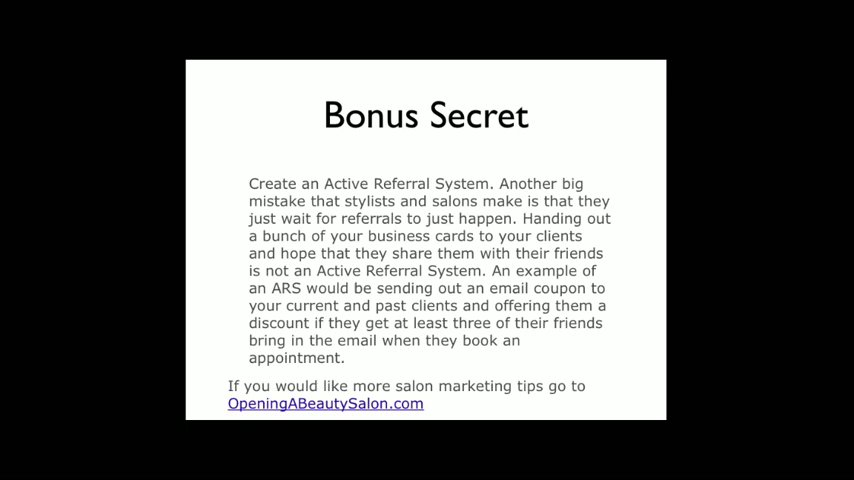 Bonus Secret
Create an Active Referral System. Another big
mistake that stylists and salons make is that they
just wait for referrals to just happen. Handing out
a bunch of your business cards to your clients
and hope that they share them with their friends
is not an Active Referral System. An example of
an ARS would be sending out an email coupon to
your current and past clients and offering them a
discount if they get at least three of their friends
bring in the email when they book an
appointment.
If you would like more salon marketing tips go to
OpeningABeautySalon.com